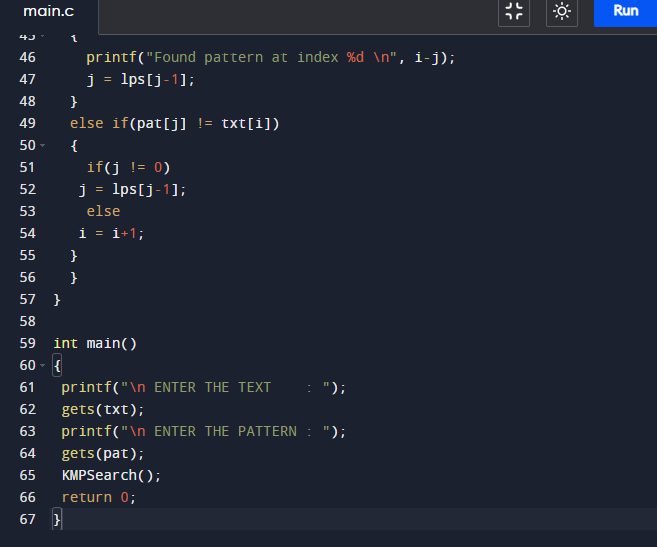 main.c Run
45 {
46 printf("Found pattern at index %d \n", i-j);
47 j = lps[j-1];
48 }
49 else if(pat[j] != txt[i])
50 {
51 if(j != 0)
52 j = lps[j-1];
53 else
54 i = i+1;
55 }
56 }
57 }
58
59 int main()
60 {
61 printf("\n ENTER THE TEXT    : ");
62 gets(txt);
63 printf("\n ENTER THE PATTERN : ");
64 gets(pat);
65 KMPSearch();
66 return 0;
67 }